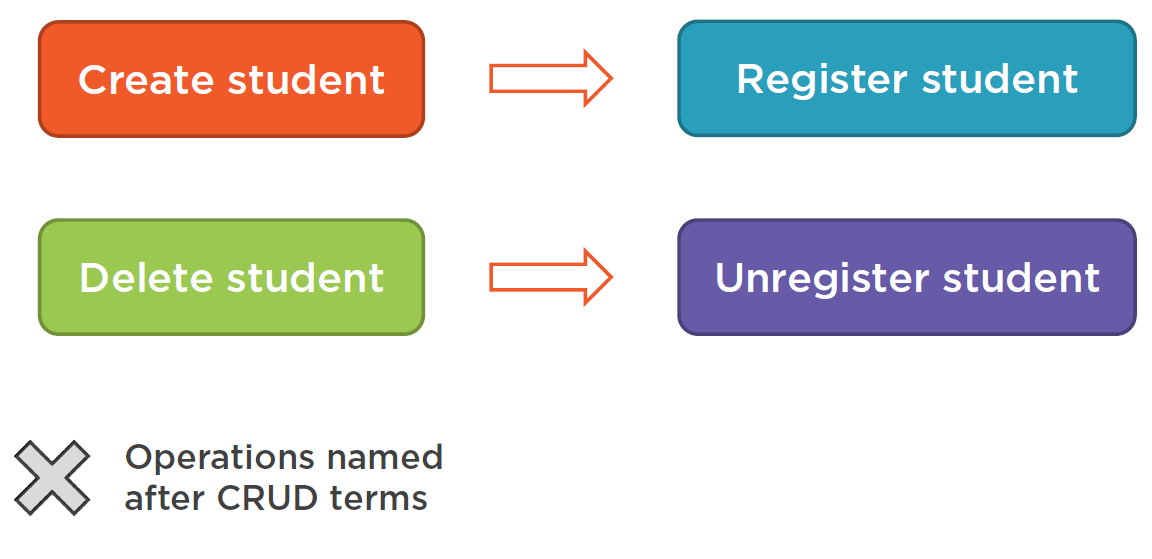 Create student
Register student
Delete student
Unregister student
Operations named
after CRUD terms